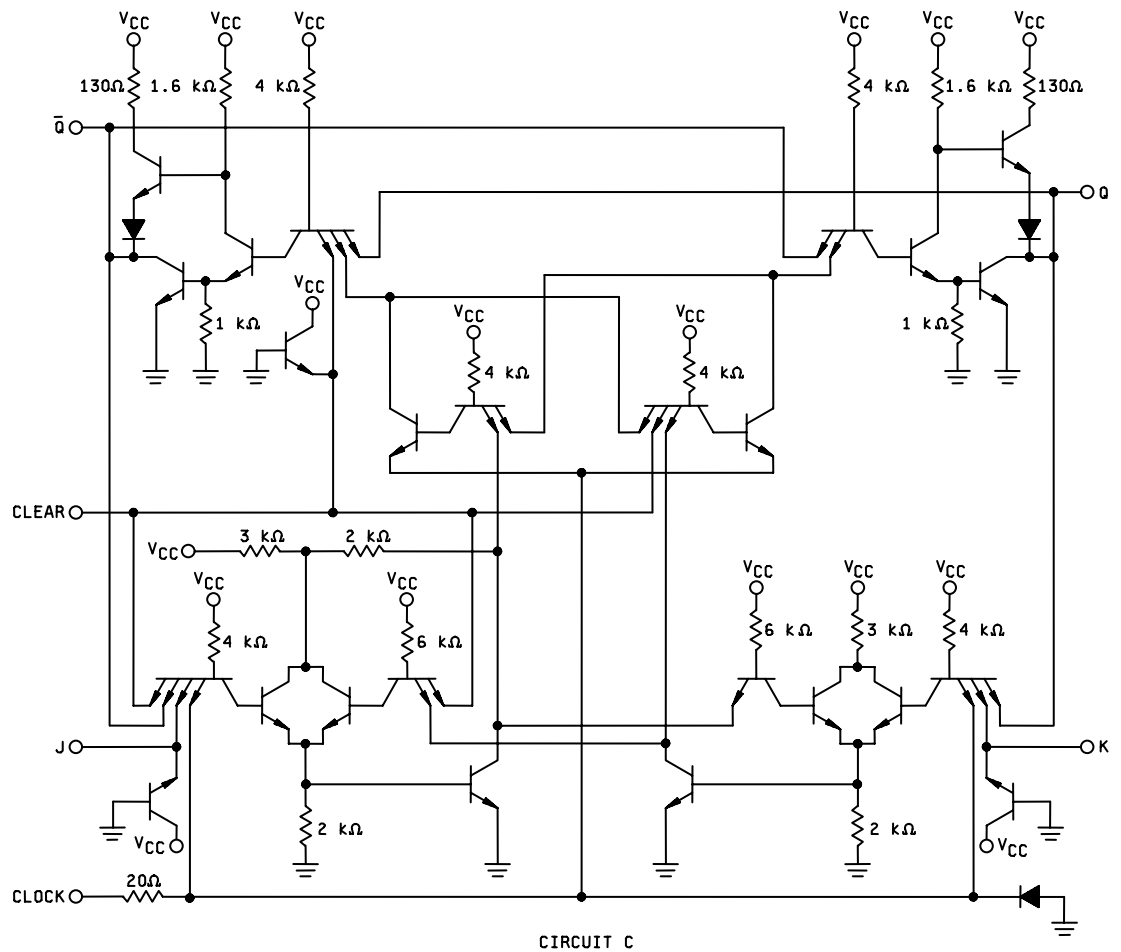 VCC VCC VCC VCC VCC VCC
130Ω 1.6 kΩ 4 kΩ 4 kΩ 1.6 kΩ 130Ω
Q̅
Q
VCC
VCC VCC
1 kΩ 1 kΩ
4 kΩ 4 kΩ
CLEAR
3 kΩ 2 kΩ
VCC
VCC VCC VCC VCC VCC
4 kΩ 6 kΩ 6 kΩ 3 kΩ 4 kΩ
J K
2 kΩ 2 kΩ
VCC VCC
20Ω
CLOCK
CIRCUIT C